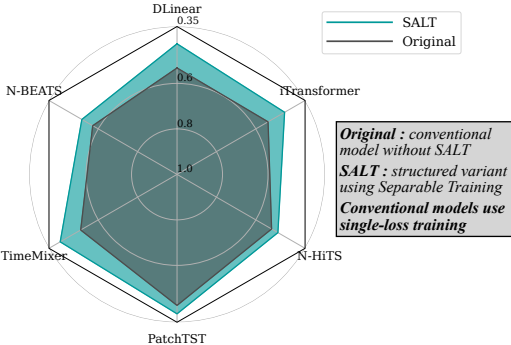 DLinear
0.35
SALT
Original
0.6
N-BEATS
iTransformer
0.8
Original : conventional
model without SALT
SALT : structured variant
using Separable Training
Conventional models use
single-loss training
1.0
TimeMixer
N-HiTS
PatchTST